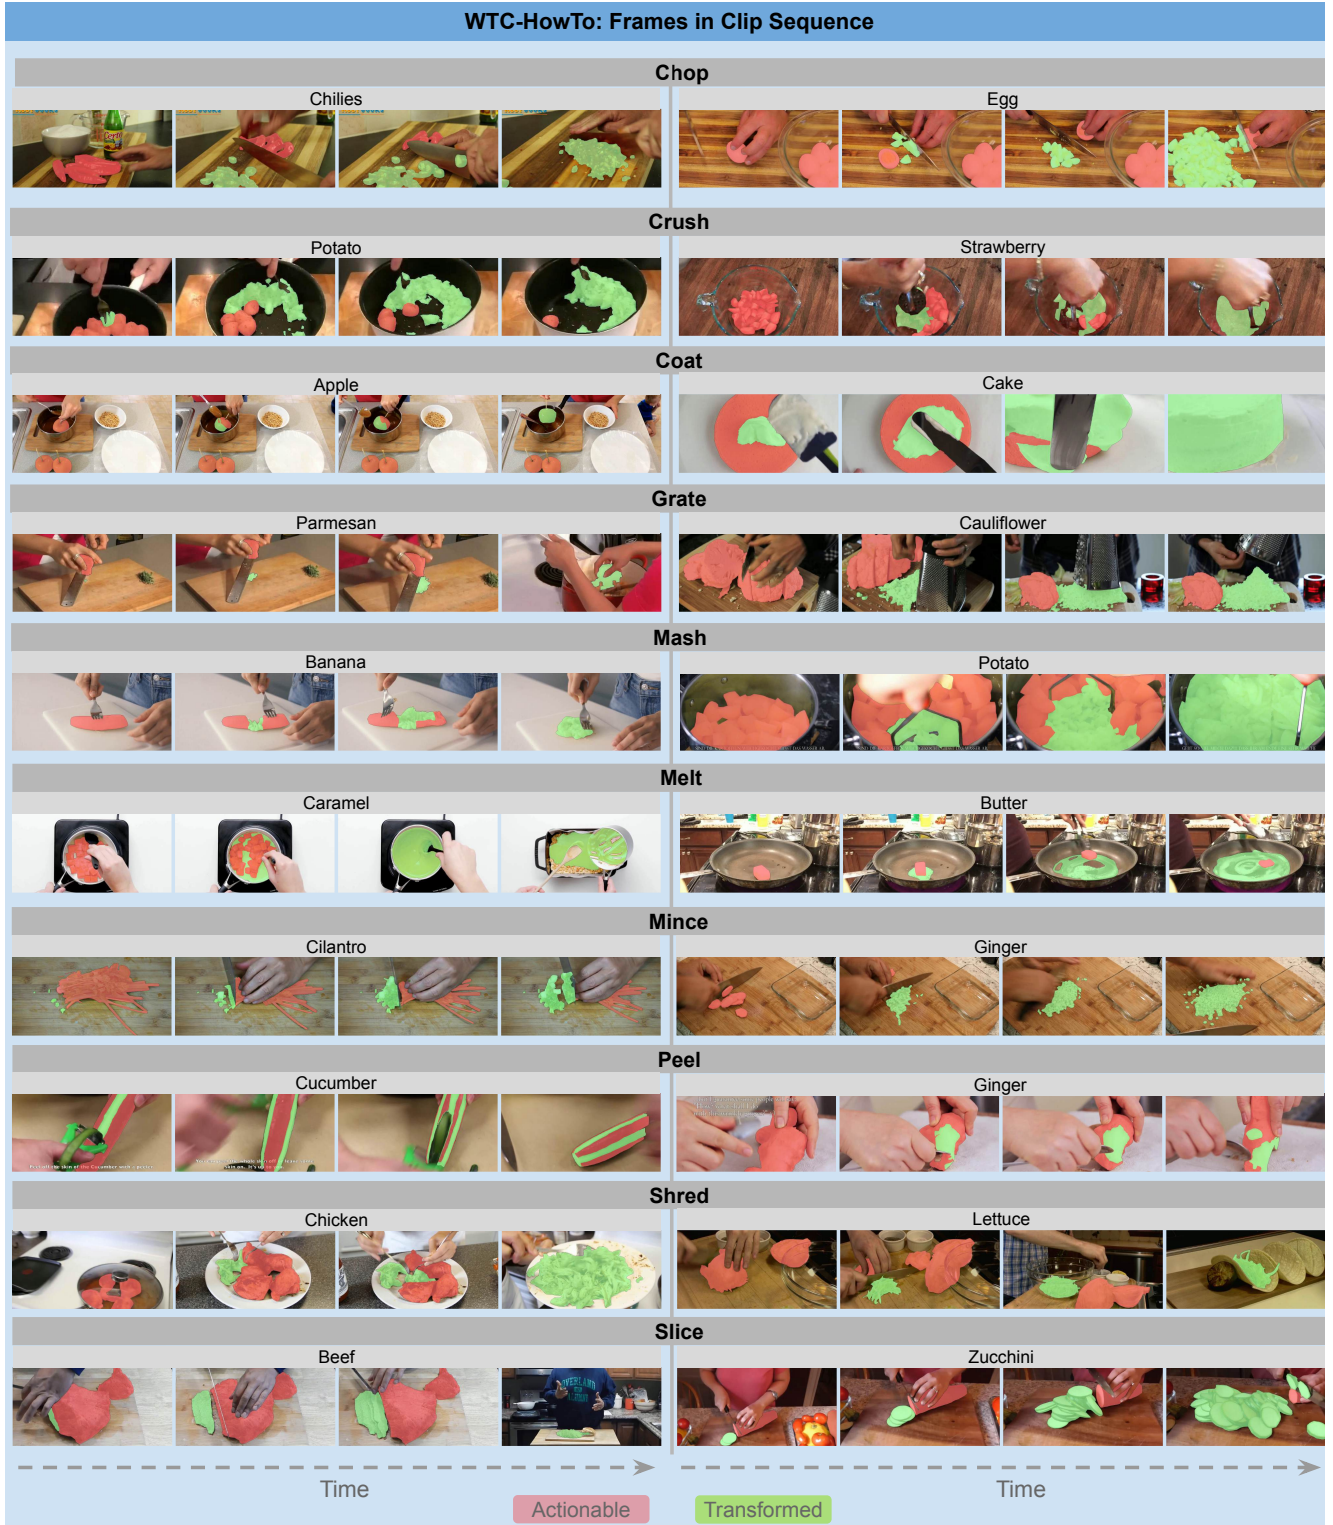 WTC-HowTo: Frames in Clip Sequence
Chop
Chilies
Egg
Crush
Potato
Strawberry
Coat
Apple
Cake
Grate
Parmesan
Cauliflower
Mash
Banana
Potato
Melt
Caramel
Butter
Mince
Cilantro
Ginger
Peel
Cucumber
Ginger
Shred
Chicken
Lettuce
Slice
Beef
Zucchini
Time
Time
Actionable
Transformed